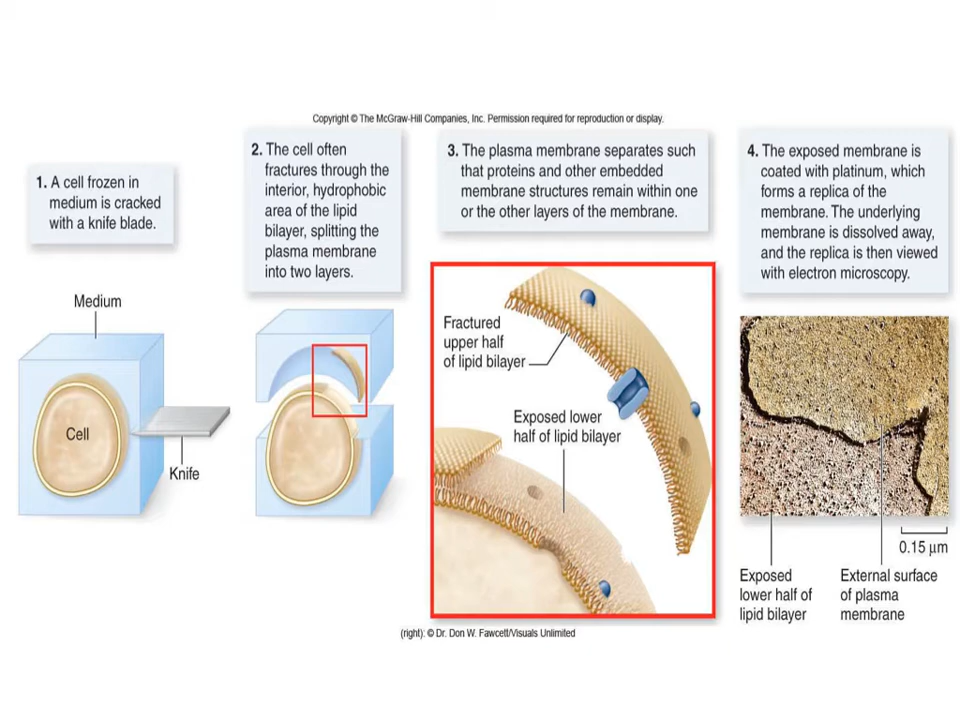 Copyright © The McGraw-Hill Companies, Inc. Permission required for reproduction or display.
1. A cell frozen in
medium is cracked
with a knife blade.
2. The cell often
fractures through the
interior, hydrophobic
area of the lipid
bilayer, splitting the
plasma membrane
into two layers.
3. The plasma membrane separates such
that proteins and other embedded
membrane structures remain within one
or the other layers of the membrane.
4. The exposed membrane is
coated with platinum, which
forms a replica of the
membrane. The underlying
membrane is dissolved away,
and the replica is then viewed
with electron microscopy.
Medium
Cell
Knife
Fractured
upper half
of lipid bilayer
Exposed lower
half of lipid bilayer
0.15 µm
Exposed
lower half of
lipid bilayer
External surface
of plasma
membrane
(right): © Dr. Don W. Fawcett/Visuals Unlimited